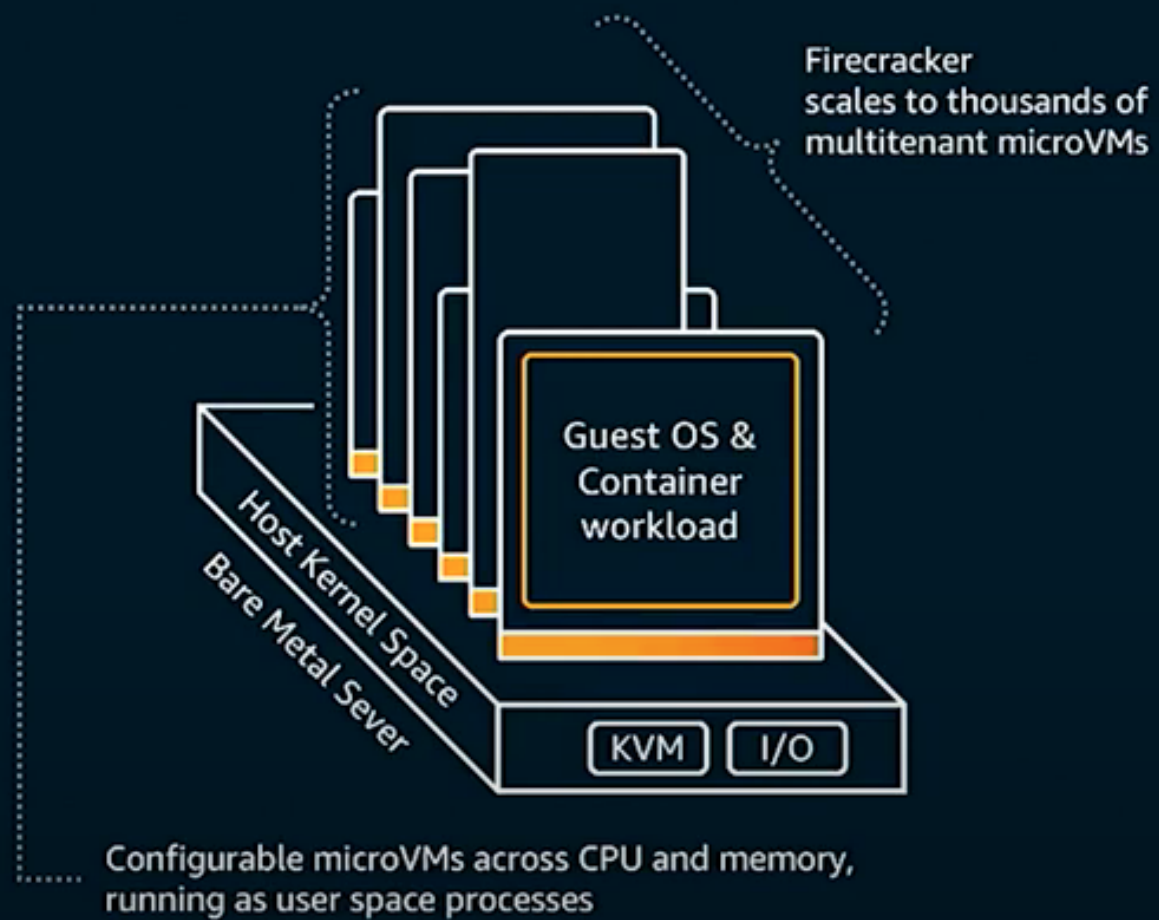 Firecracker
scales to thousands of
multitenant microVMs
Guest OS &
Container
workload
Host Kernel Space
Bare Metal Sever
KVM
I/O
Configurable microVMs across CPU and memory,
running as user space processes